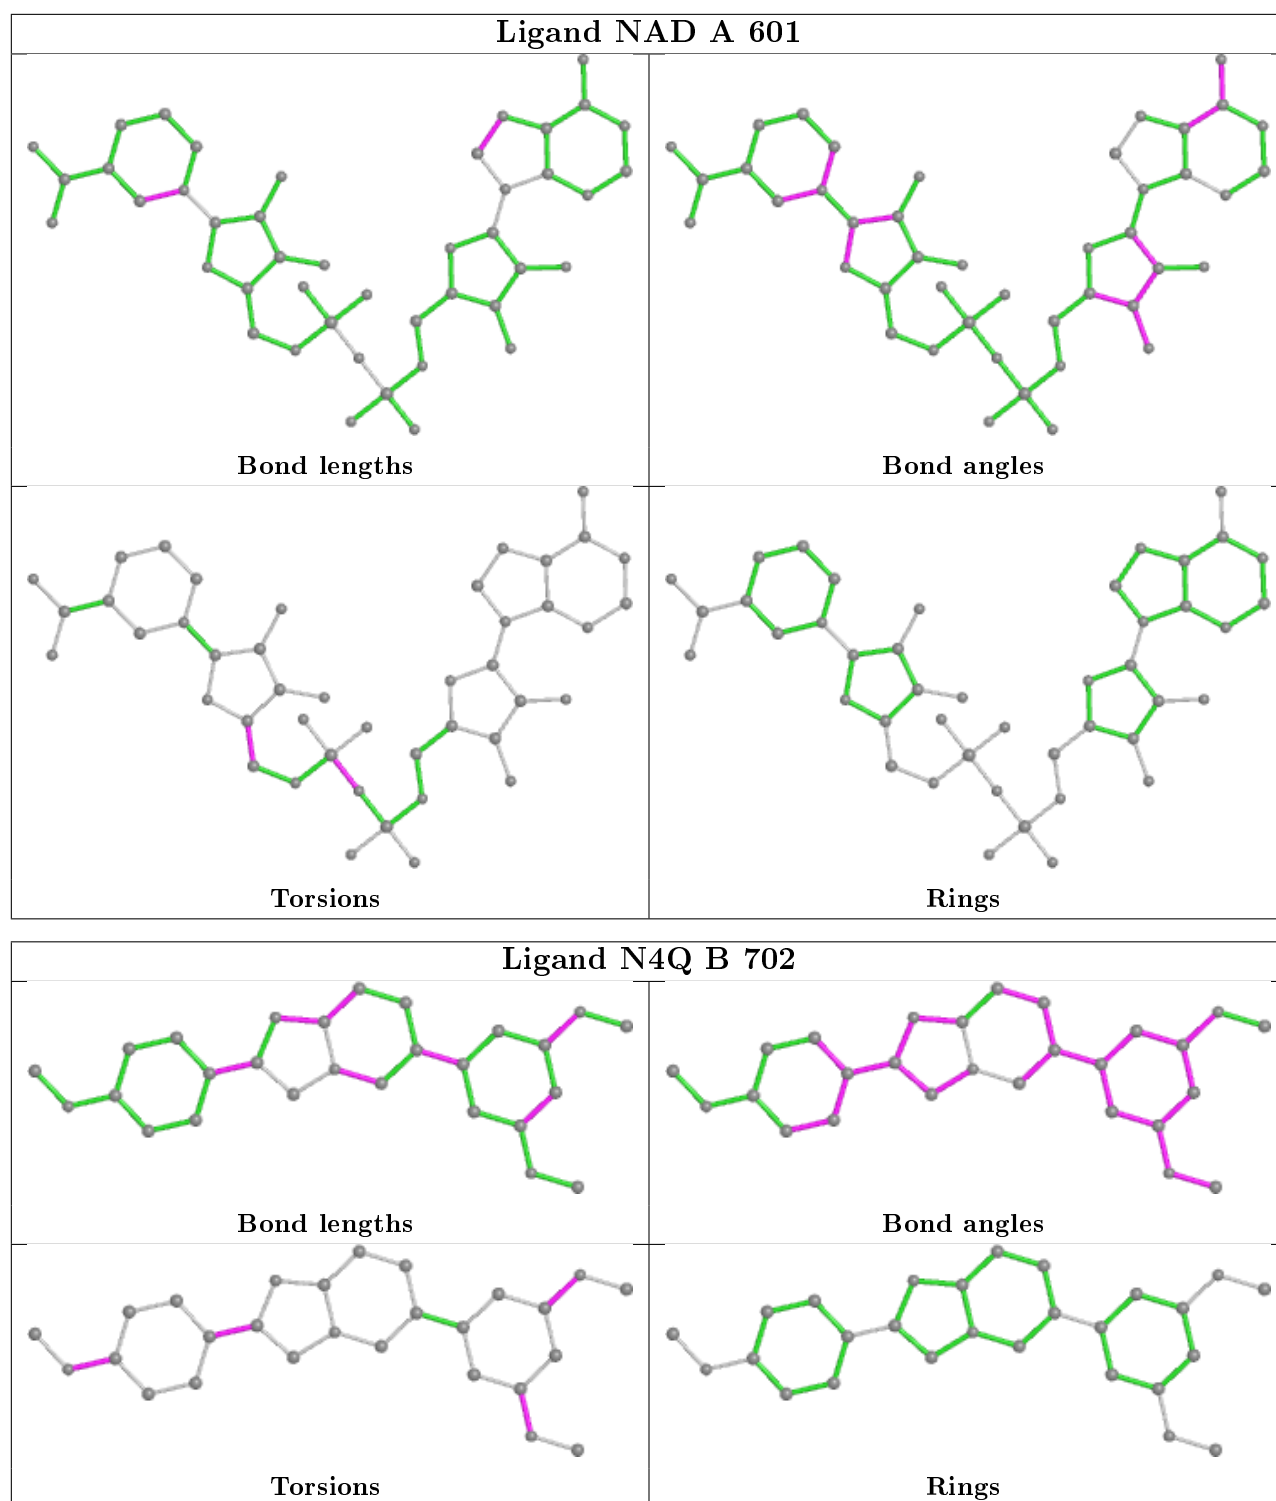 Ligand NAD A 601
Bond lengths
Bond angles
Torsions
Rings
Ligand N4Q B 702
Bond lengths
Bond angles
Torsions
Rings